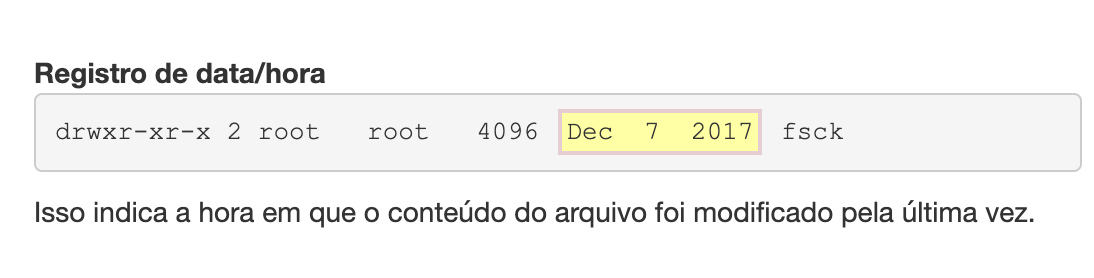 Registro de data/hora
drwxr-xr-x 2 root   root   4096 Dec  7  2017 fsck
Isso indica a hora em que o conteúdo do arquivo foi modificado pela última vez.